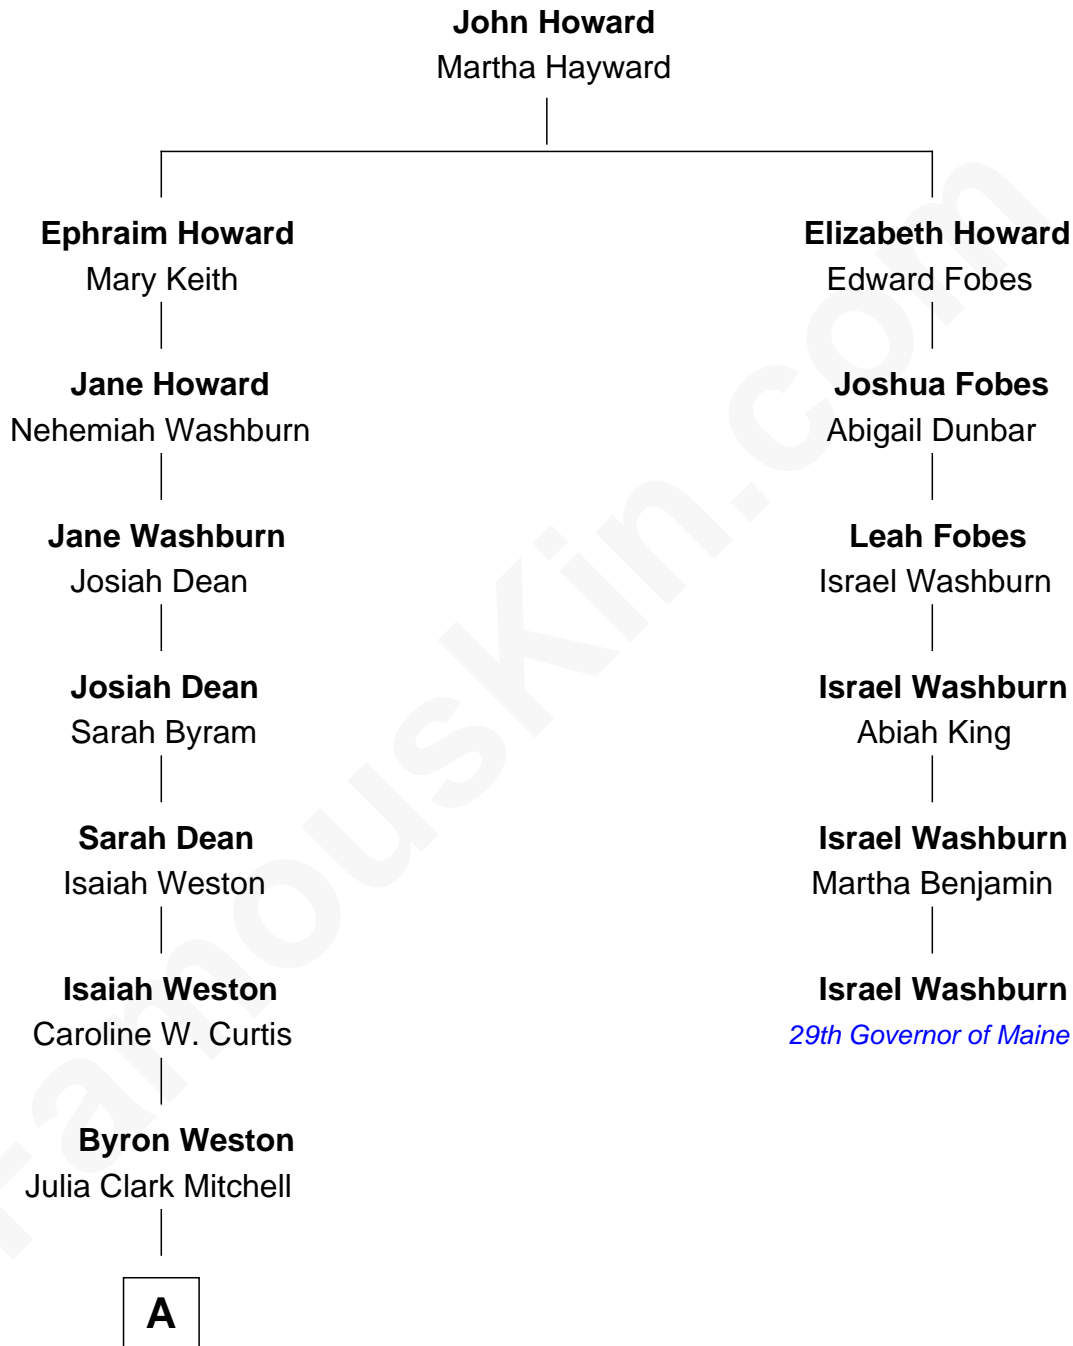 John Howard
Martha Hayward
Ephraim Howard
Mary Keith
Elizabeth Howard
Edward Fobes
Jane Howard
Nehemiah Washburn
Joshua Fobes
Abigail Dunbar
Jane Washburn
Josiah Dean
Leah Fobes
Israel Washburn
Josiah Dean
Sarah Byram
Israel Washburn
Abiah King
Sarah Dean
Isaiah Weston
Israel Washburn
Martha Benjamin
Isaiah Weston
Caroline W. Curtis
Israel Washburn
29th Governor of Maine
Byron Weston
Julia Clark Mitchell
A
FamousKin.com